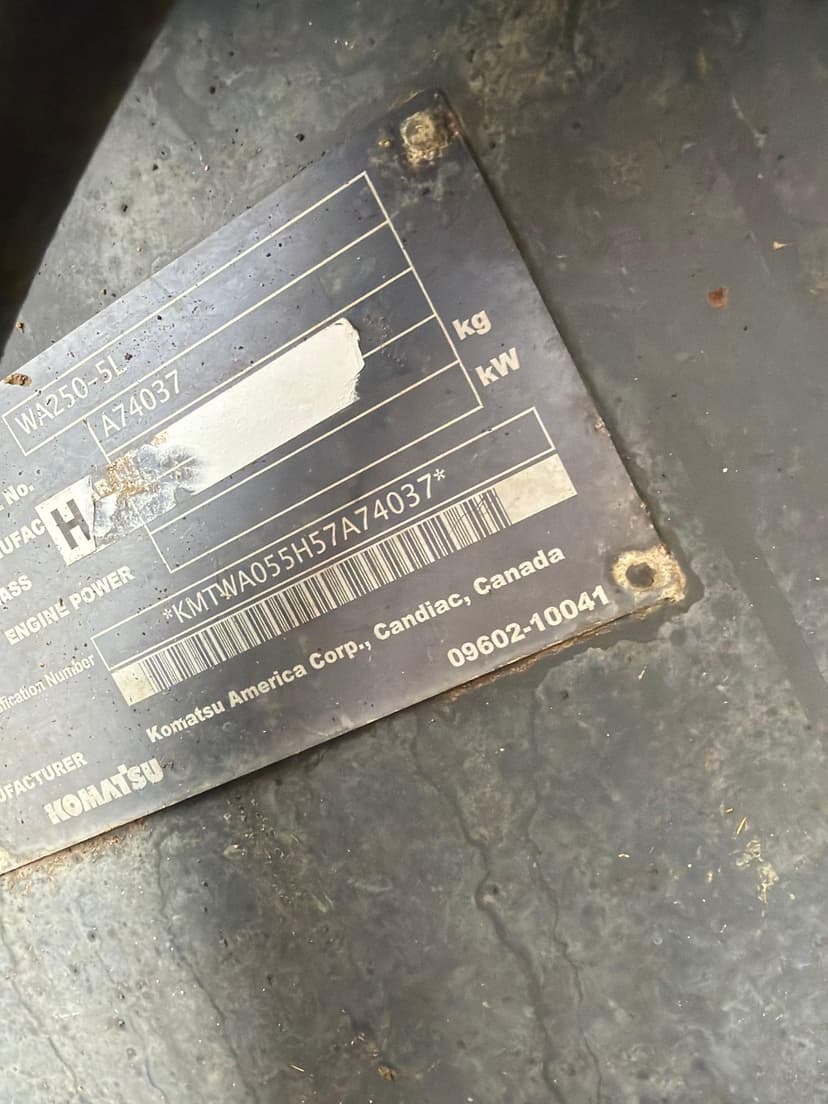 WA250-5L
A74037
kg
kW
No.
UFAC
H
ASS
ENGINE POWER
ification Number
*KMTWA055H57A74037*
Komatsu America Corp., Candiac, Canada
09602-10041
UFACTURER
KOMATSU